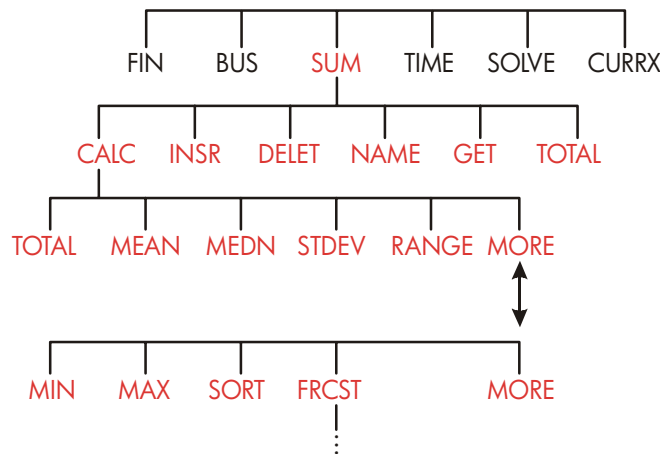 FIN BUS SUM TIME SOLVE CURRX
CALC INSR DELET NAME GET TOTAL
TOTAL MEAN MEDN STDEV RANGE MORE
MIN MAX SORT FRCST MORE